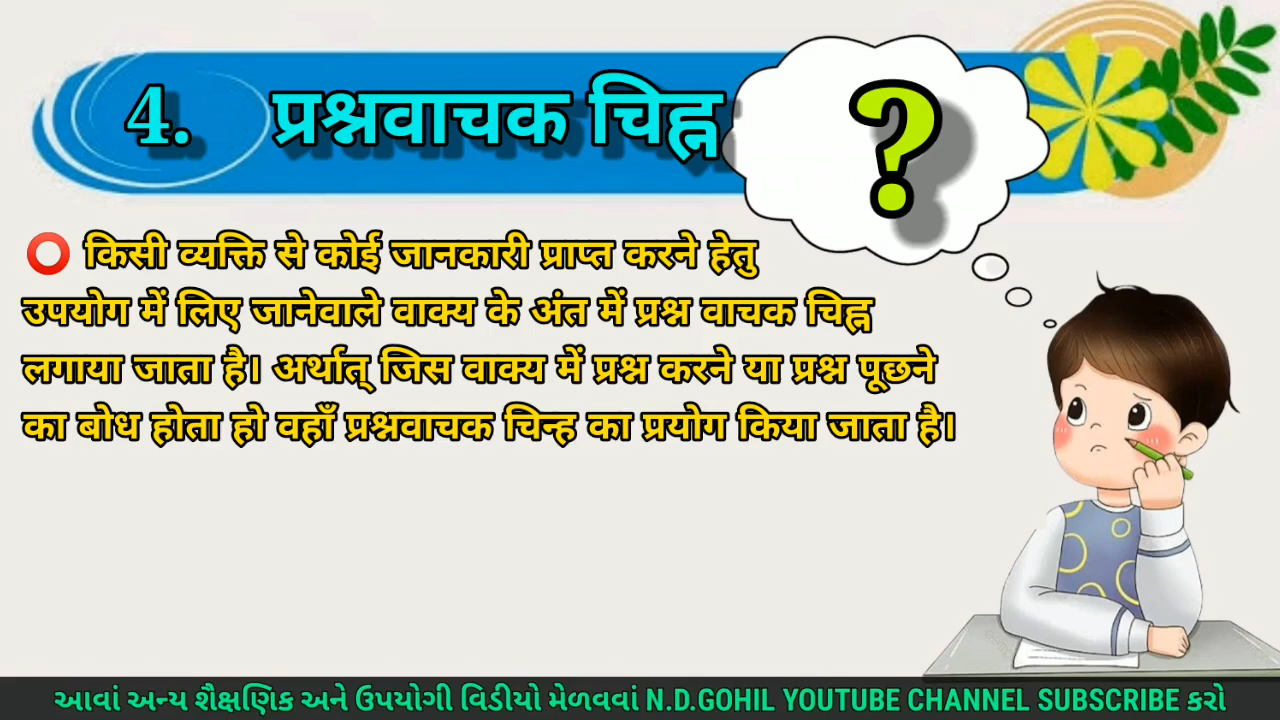 4. प्रश्नवाचक चिह्न ?
⭕ किसी व्यक्ति से कोई जानकारी प्राप्त करने हेतु
उपयोग में लिए जानेवाले वाक्य के अंत में प्रश्न वाचक चिह्न
लगाया जाता है। अर्थात् जिस वाक्य में प्रश्न करने या प्रश्न पूछने
का बोध होता हो वहाँ प्रश्नवाचक चिन्ह का प्रयोग किया जाता है।
આવાં અન્ય શૈક્ષણિક અને ઉપયોગી વિડીયો મેળવવાં N.D.GOHIL YOUTUBE CHANNEL SUBSCRIBE કરો